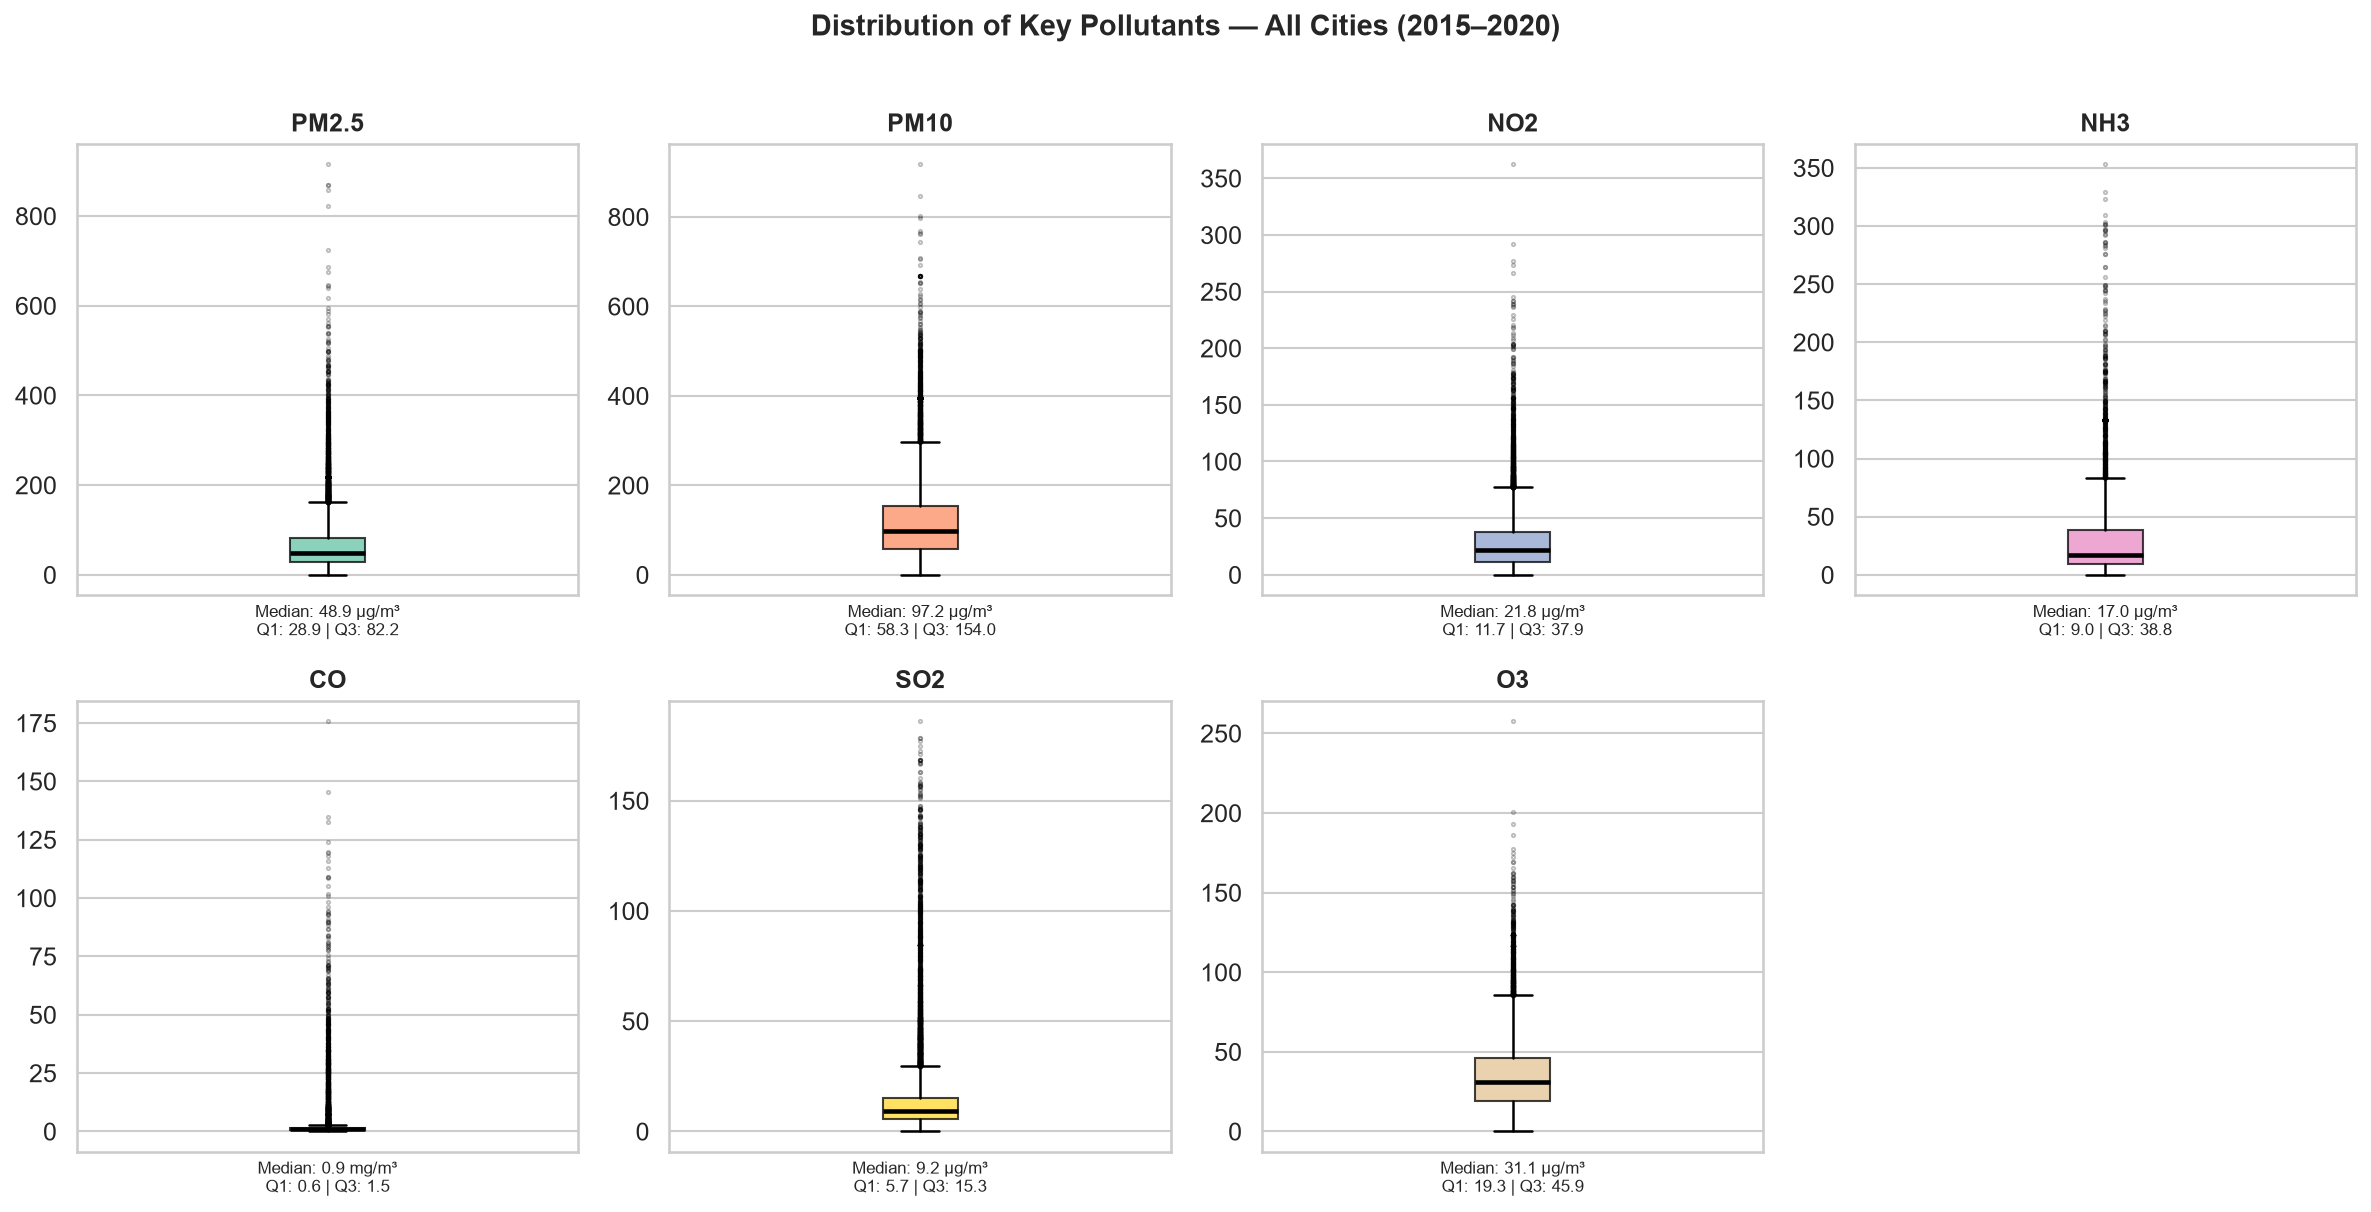 Distribution of Key Pollutants — All Cities (2015–2020)
PM2.5
800
600
400
200
0
Median: 48.9 µg/m³
Q1: 28.9 | Q3: 82.2
PM10
800
600
400
200
0
Median: 97.2 µg/m³
Q1: 58.3 | Q3: 154.0
NO2
350
300
250
200
150
100
50
0
Median: 21.8 µg/m³
Q1: 11.7 | Q3: 37.9
NH3
350
300
250
200
150
100
50
0
Median: 17.0 µg/m³
Q1: 9.0 | Q3: 38.8
CO
175
150
125
100
75
50
25
0
Median: 0.9 mg/m³
Q1: 0.6 | Q3: 1.5
SO2
150
100
50
0
Median: 9.2 µg/m³
Q1: 5.7 | Q3: 15.3
O3
250
200
150
100
50
0
Median: 31.1 µg/m³
Q1: 19.3 | Q3: 45.9